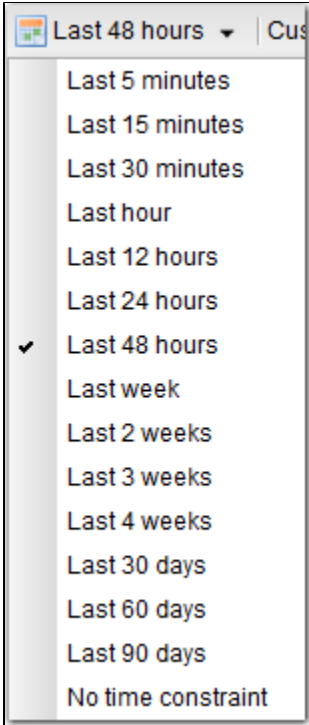 Last 48 hours Cus
Last 5 minutes
Last 15 minutes
Last 30 minutes
Last hour
Last 12 hours
Last 24 hours
Last 48 hours
Last week
Last 2 weeks
Last 3 weeks
Last 4 weeks
Last 30 days
Last 60 days
Last 90 days
No time constraint